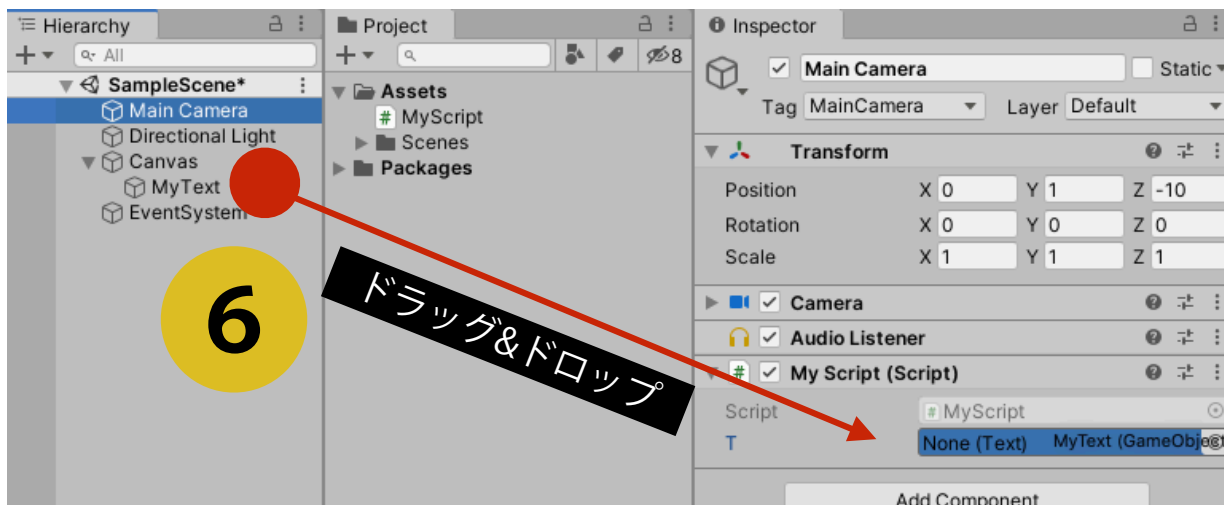 Hierarchy
All
SampleScene*
Main Camera
Directional Light
Canvas
MyText
EventSystem
6
ドラッグ&ドロップ
Project
8
Assets
MyScript
Scenes
Packages
Inspector
Main Camera
Static
Tag MainCamera Layer Default
Transform
Position X 0 Y 1 Z -10
Rotation X 0 Y 0 Z 0
Scale X 1 Y 1 Z 1
Camera
Audio Listener
# My Script (Script)
Script # MyScript
T None (Text) MyText (GameObject
Add Component